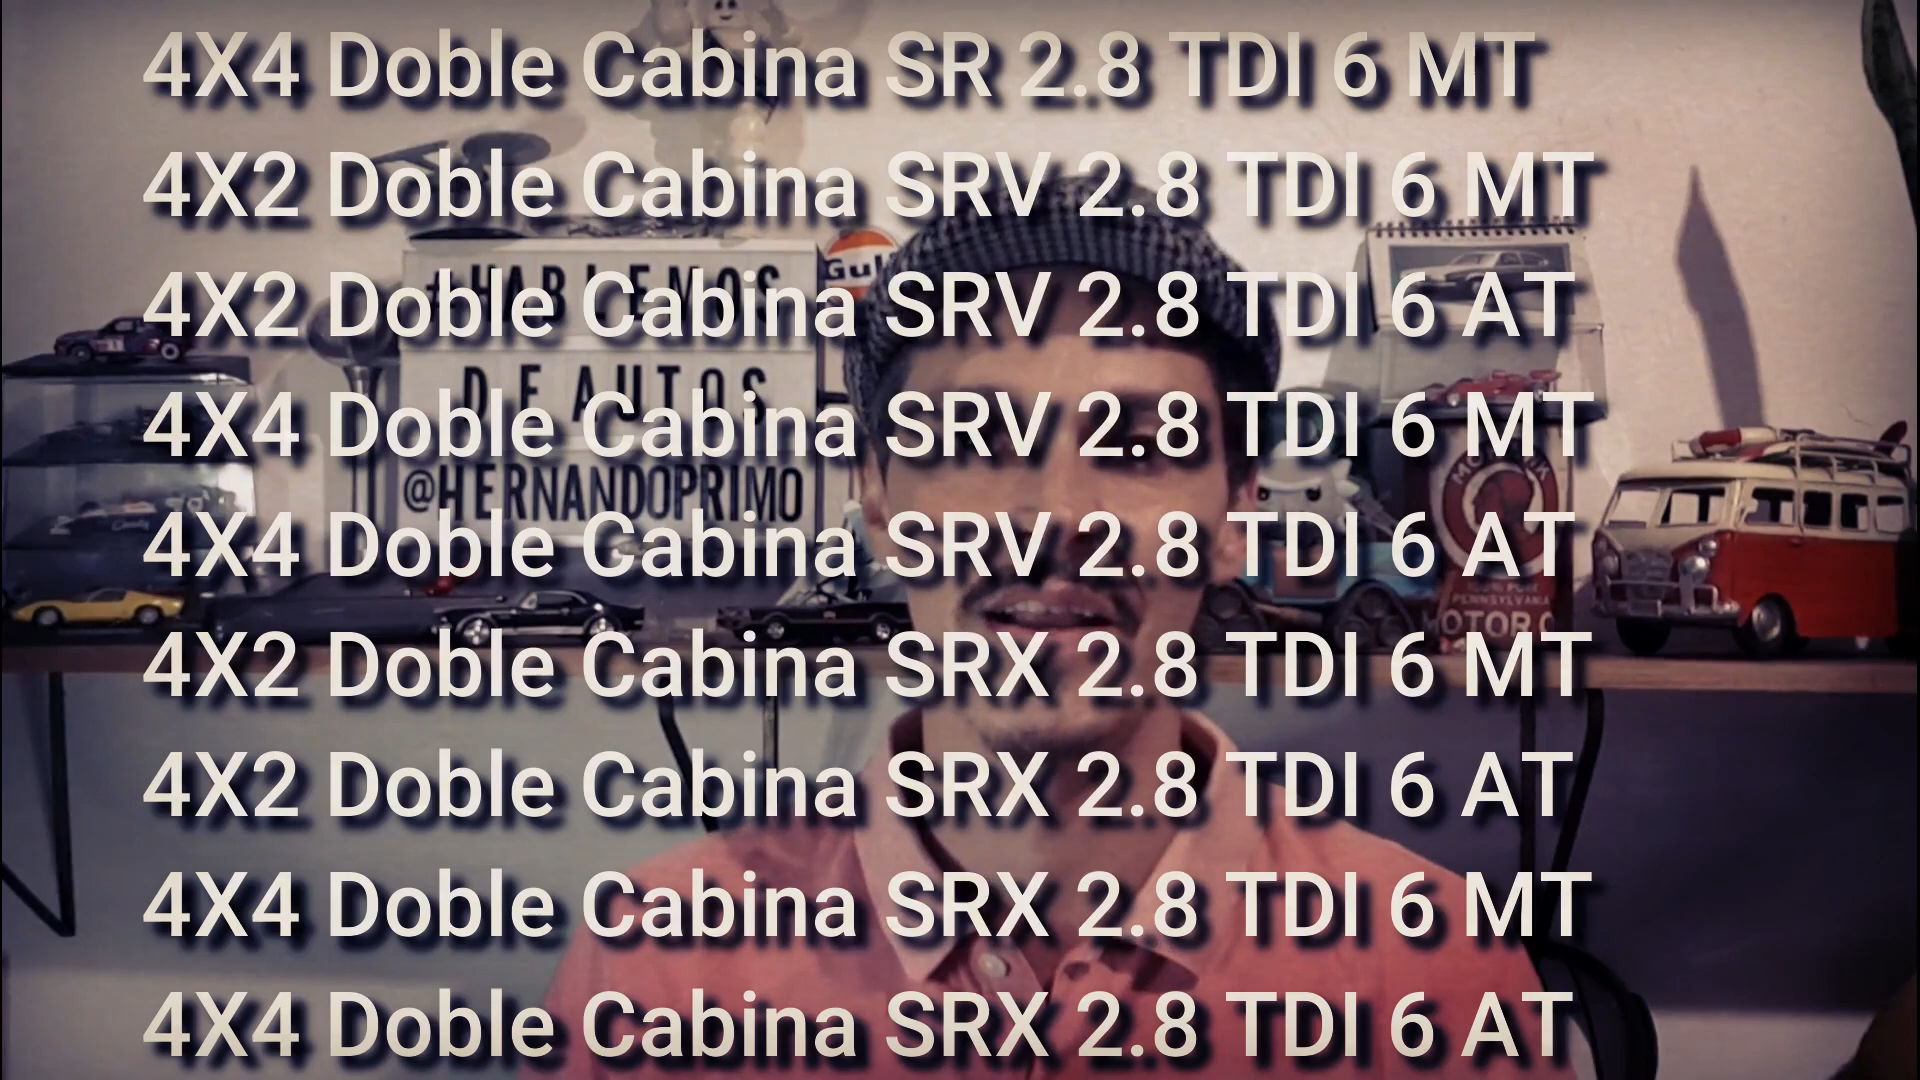 4X4 Doble Cabina SR 2.8 TDI 6 MT
4X2 Doble Cabina SRV 2.8 TDI 6 MT
4X2 Doble Cabina SRV 2.8 TDI 6 AT
4X4 Doble Cabina SRV 2.8 TDI 6 MT
4X4 Doble Cabina SRV 2.8 TDI 6 AT
4X2 Doble Cabina SRX 2.8 TDI 6 MT
4X2 Doble Cabina SRX 2.8 TDI 6 AT
4X4 Doble Cabina SRX 2.8 TDI 6 MT
4X4 Doble Cabina SRX 2.8 TDI 6 AT
#HABLEMOS
DE AUTOS
@HERNANDOPRIMO
Gulf
PENNSYLVANIA
MOTOR O